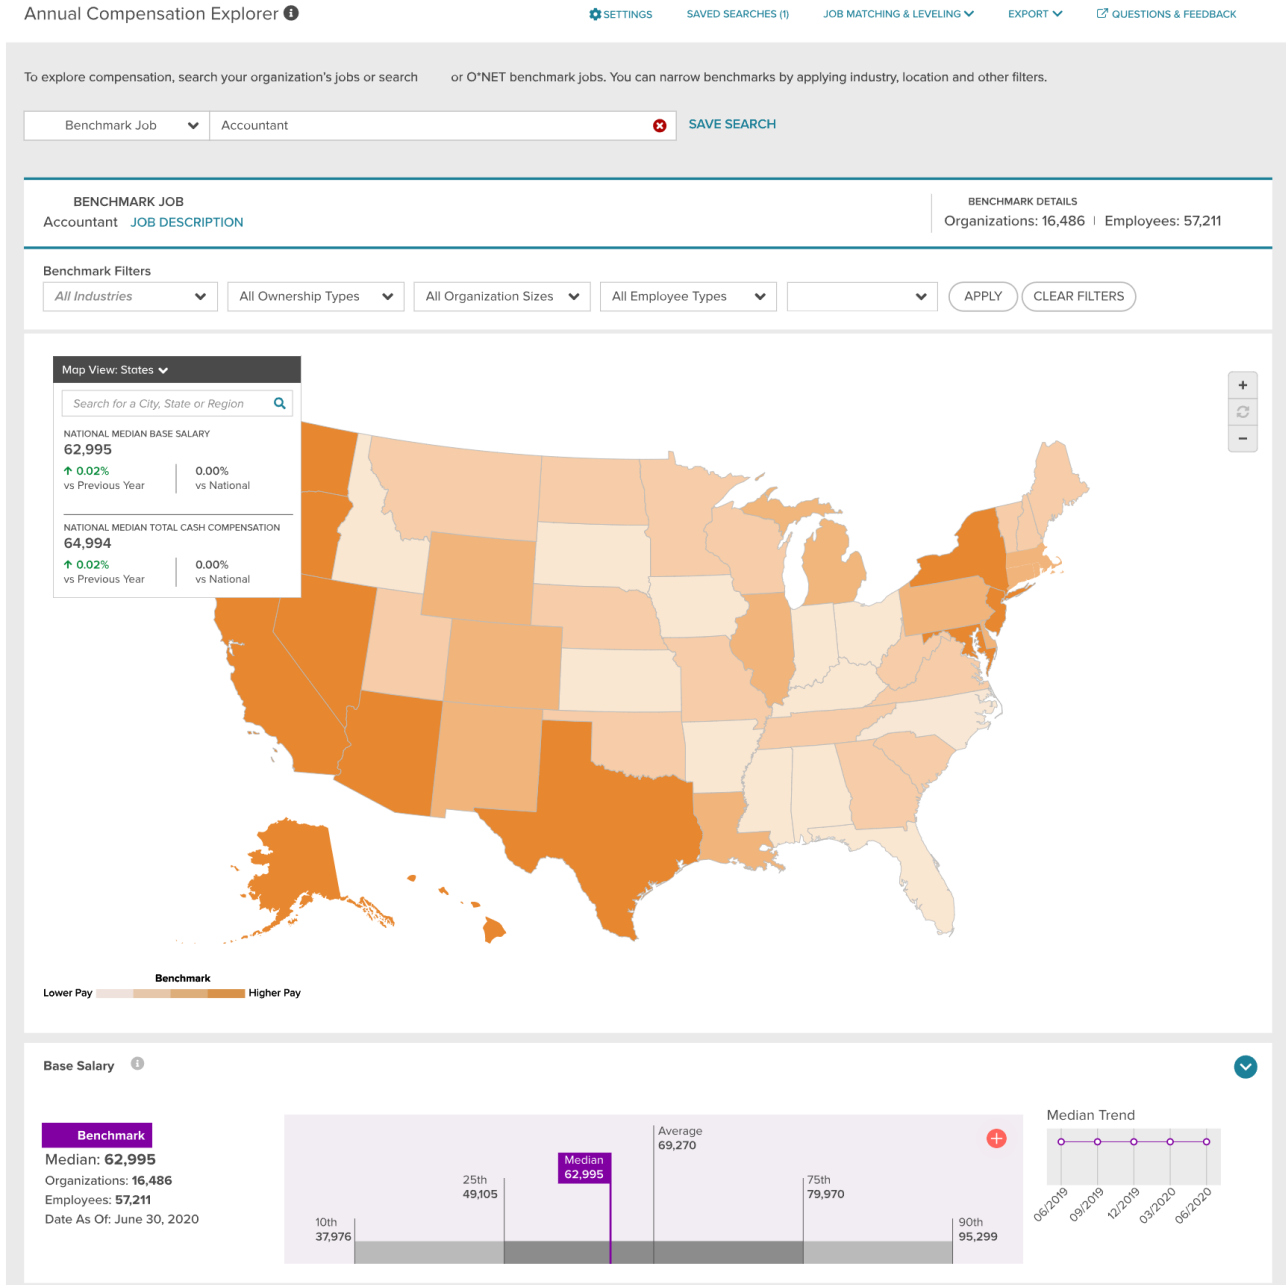 Annual Compensation Explorer
SETTINGS
SAVED SEARCHES (1)
JOB MATCHING & LEVELING
EXPORT
QUESTIONS & FEEDBACK
To explore compensation, search your organization's jobs or search or O*NET benchmark jobs. You can narrow benchmarks by applying industry, location and other filters.
Benchmark Job
Accountant
SAVE SEARCH
BENCHMARK JOB
Accountant JOB DESCRIPTION
BENCHMARK DETAILS
Organizations: 16,486 | Employees: 57,211
Benchmark Filters
All Industries
All Ownership Types
All Organization Sizes
All Employee Types
APPLY
CLEAR FILTERS
Map View: States
Search for a City, State or Region
NATIONAL MEDIAN BASE SALARY
62,995
↑ 0.02%
vs Previous Year
0.00%
vs National
NATIONAL MEDIAN TOTAL CASH COMPENSATION
64,994
↑ 0.02%
vs Previous Year
0.00%
vs National
+
−
Benchmark
Lower Pay
Higher Pay
Base Salary
Benchmark
Median: 62,995
Organizations: 16,486
Employees: 57,211
Date As Of: June 30, 2020
10th
37,976
25th
49,105
Median
62,995
Average
69,270
75th
79,970
90th
95,299
Median Trend
06/2019
09/2019
12/2019
03/2020
06/2020